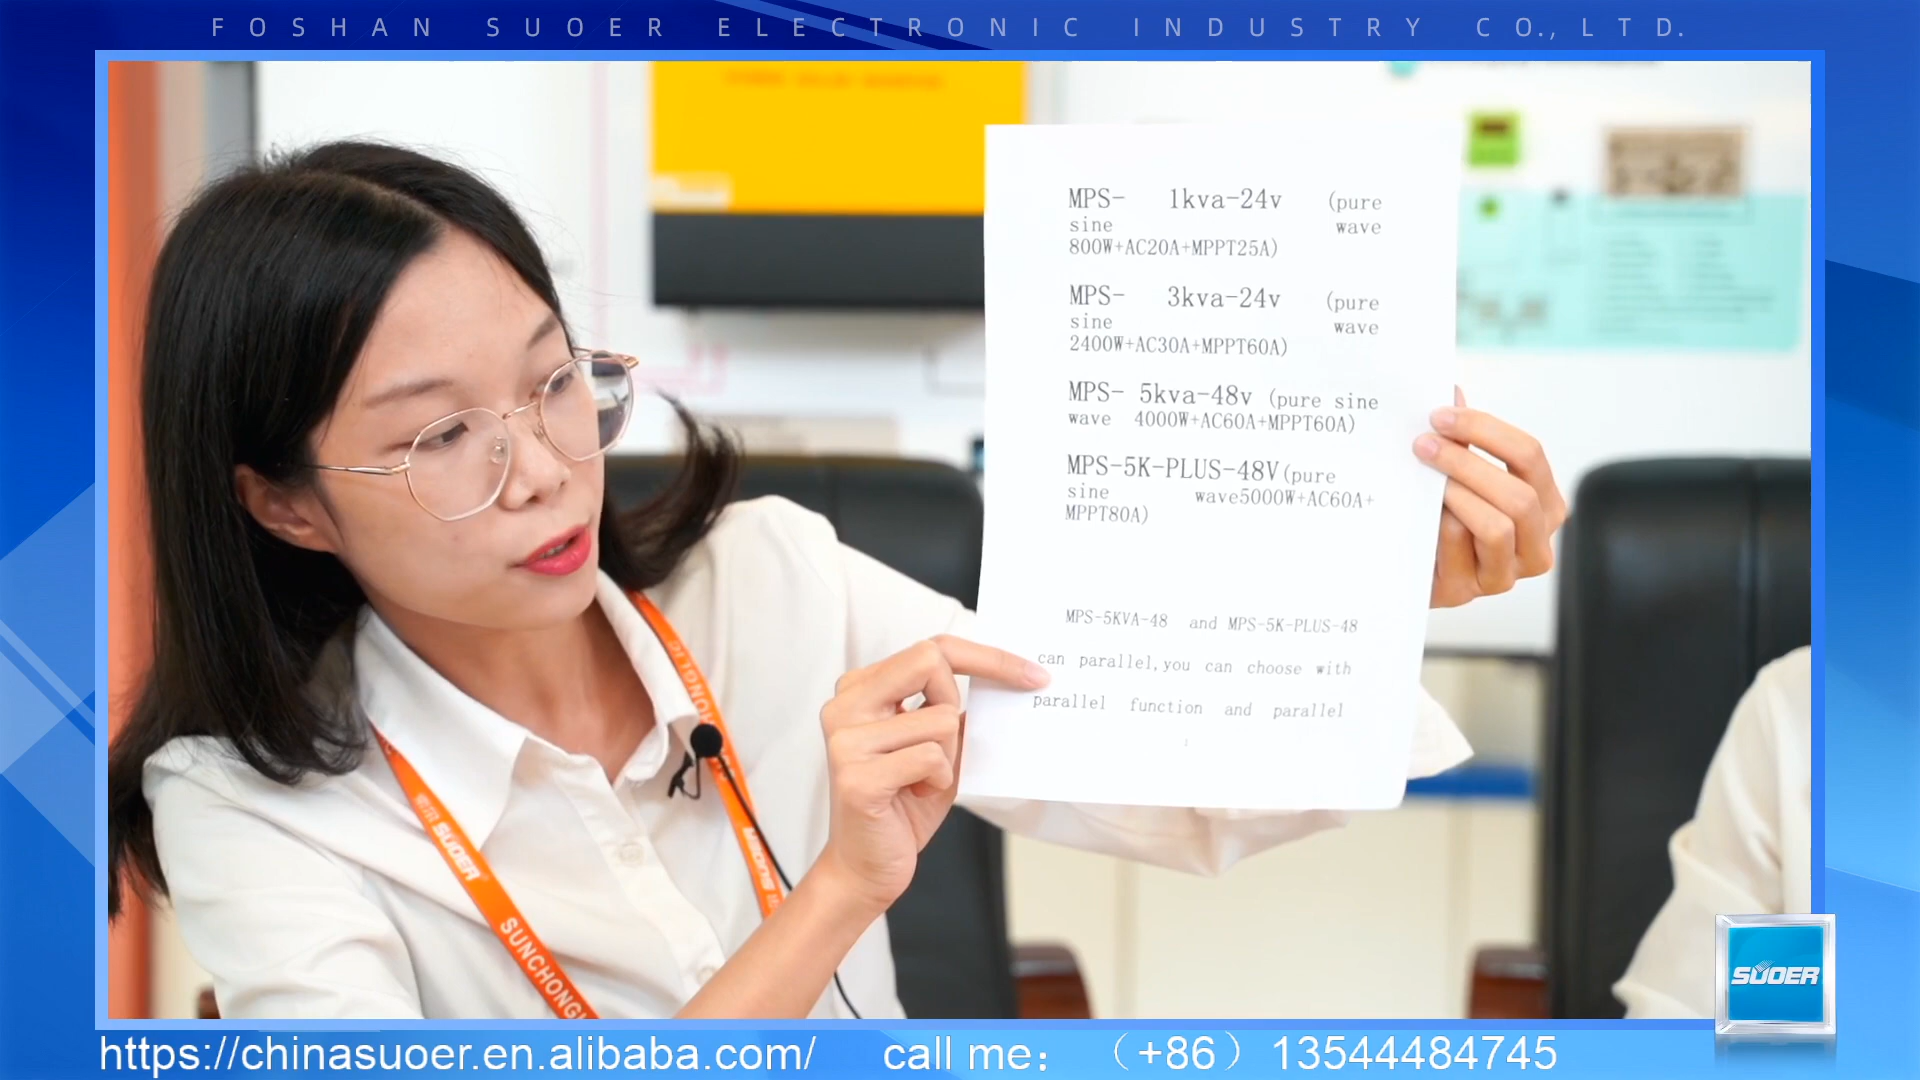 FOSHAN SUOER ELECTRONIC INDUSTRY CO., LTD.
MPS- 1kva-24v (pure
sine wave
800W+AC20A+MPPT25A)
MPS- 3kva-24v (pure
sine wave
2400W+AC30A+MPPT60A)
MPS- 5kva-48v (pure sine
wave 4000W+AC60A+MPPT60A)
MPS-5K-PLUS-48V(pure
sine wave5000W+AC60A+
MPPT80A)
MPS-5KVA-48 and MPS-5K-PLUS-48
can parallel,you can choose with
parallel function and parallel
SUOER
SUNCHONGLIC
SUOER
SUOER
https://chinasuoer.en.alibaba.com/ call me：（+86）13544484745